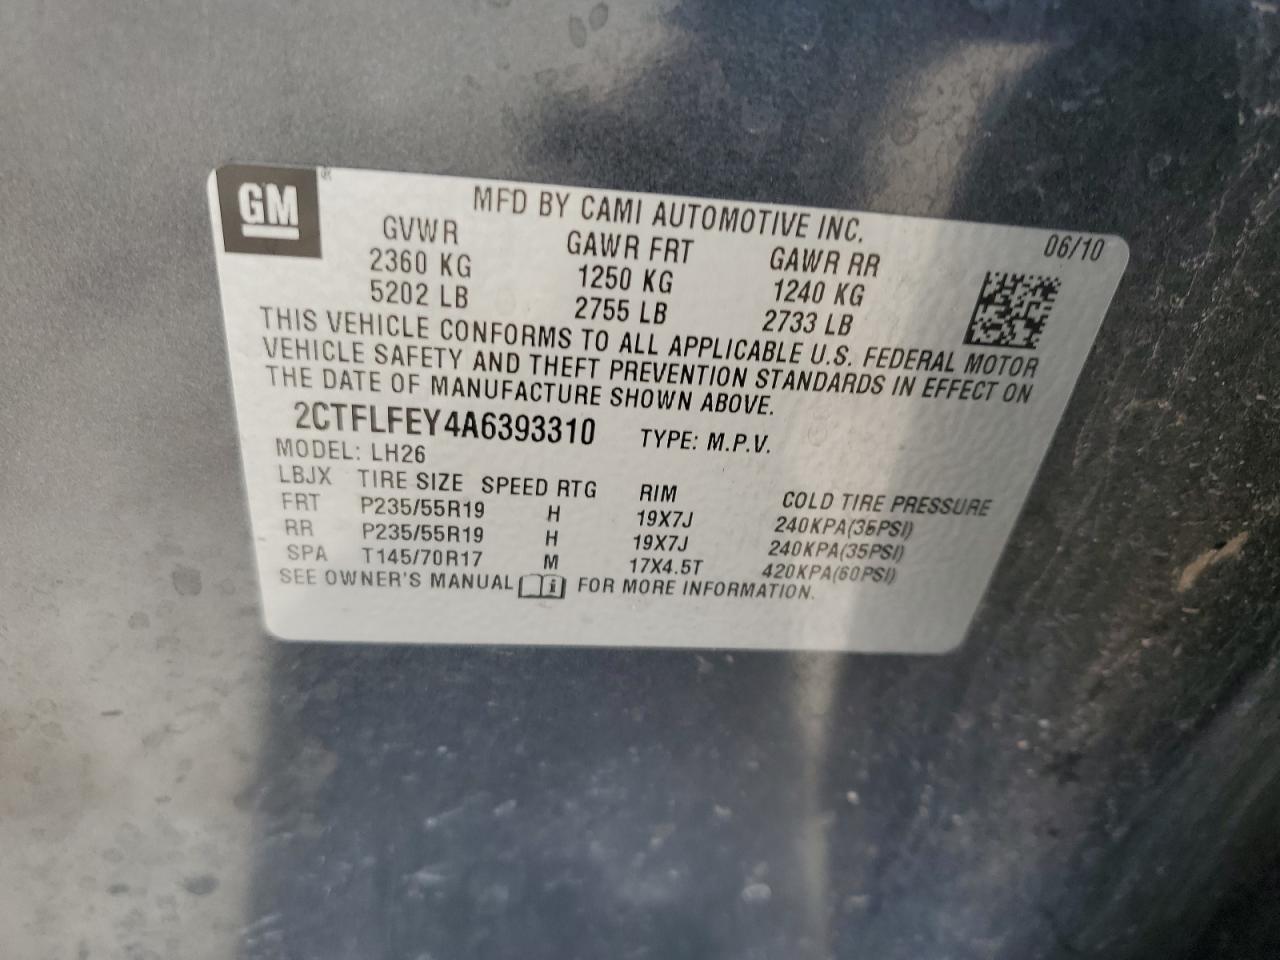 GM ®
MFD BY CAMI AUTOMOTIVE INC.
06/10
GVWR GAWR FRT GAWR RR
2360 KG 1250 KG 1240 KG
5202 LB 2755 LB 2733 LB
THIS VEHICLE CONFORMS TO ALL APPLICABLE U.S. FEDERAL MOTOR
VEHICLE SAFETY AND THEFT PREVENTION STANDARDS IN EFFECT ON
THE DATE OF MANUFACTURE SHOWN ABOVE.
2CTFLFEY4A6393310 TYPE: M.P.V.
MODEL: LH26
LBJX TIRE SIZE SPEED RTG RIM COLD TIRE PRESSURE
FRT P235/55R19 H 19X7J 240KPA(35PSI)
RR P235/55R19 H 19X7J 240KPA(35PSI)
SPA T145/70R17 M 17X4.5T 420KPA(60PSI)
SEE OWNER'S MANUAL i FOR MORE INFORMATION.